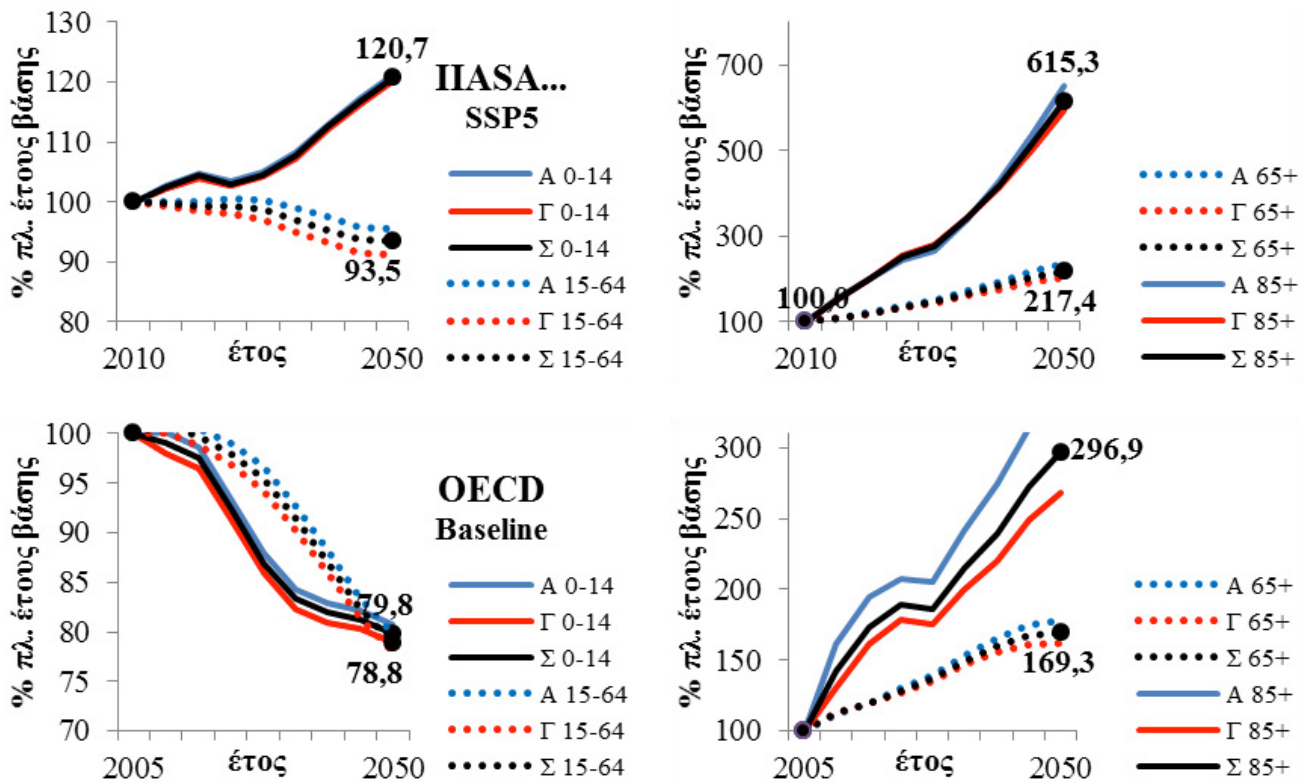 % πλ. έτους βάσης
130
120
110
100
90
80
120,7
93,5
2010
έτος
2050
IIASA...
SSP5
Α 0-14
Γ 0-14
Σ 0-14
Α 15-64
Γ 15-64
Σ 15-64
% πλ. έτους βάσης
700
500
300
100
615,3
100,0
217,4
2010
έτος
2050
Α 65+
Γ 65+
Σ 65+
Α 85+
Γ 85+
Σ 85+
% πλ. έτους βάσης
100
95
90
85
80
75
70
79,8
78,8
2005
έτος
2050
OECD
Baseline
Α 0-14
Γ 0-14
Σ 0-14
Α 15-64
Γ 15-64
Σ 15-64
% πλ. έτους βάσης
300
250
200
150
100
296,9
169,3
2005
έτος
2050
Α 65+
Γ 65+
Σ 65+
Α 85+
Γ 85+
Σ 85+